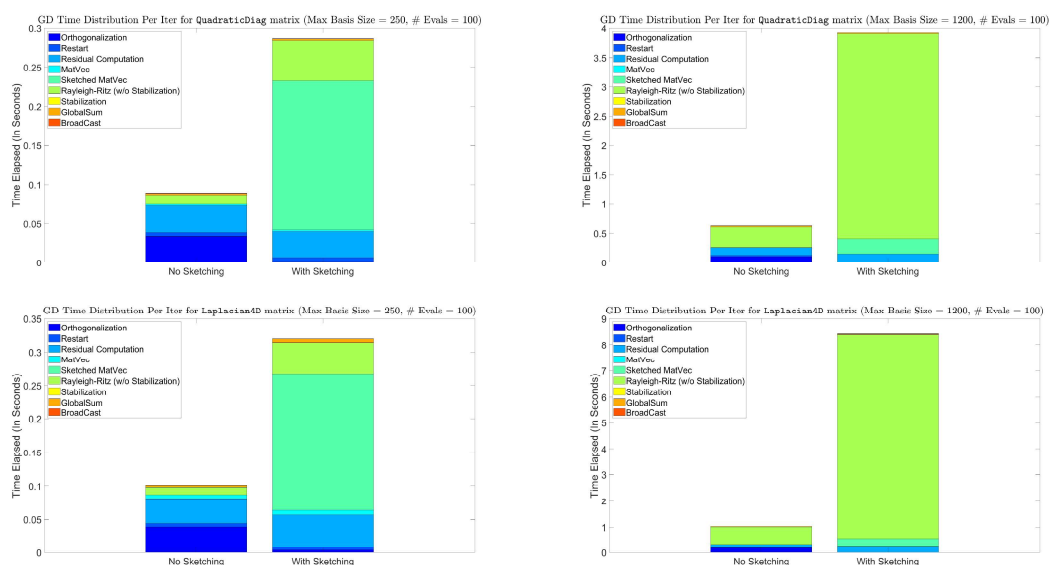 GD Time Distribution Per Iter for QuadraticDiag matrix (Max Basis Size = 250, # Evals = 100)
Time Elapsed (In Seconds)
0.3
0.25
0.2
0.15
0.1
0.05
0
Orthogonalization
Restart
Residual Computation
MatVec
Sketched MatVec
Rayleigh-Ritz (w/o Stabilization)
Stabilization
GlobalSum
BroadCast
No Sketching
With Sketching
GD Time Distribution Per Iter for QuadraticDiag matrix (Max Basis Size = 1200, # Evals = 100)
Time Elapsed (In Seconds)
4
3.5
3
2.5
2
1.5
1
0.5
0
Orthogonalization
Restart
Residual Computation
MatVec
Sketched MatVec
Rayleigh-Ritz (w/o Stabilization)
Stabilization
GlobalSum
BroadCast
No Sketching
With Sketching
GD Time Distribution Per Iter for Laplacian4D matrix (Max Basis Size = 250, # Evals = 100)
Time Elapsed (In Seconds)
0.35
0.3
0.25
0.2
0.15
0.1
0.05
0
Orthogonalization
Restart
Residual Computation
MatVec
Sketched MatVec
Rayleigh-Ritz (w/o Stabilization)
Stabilization
GlobalSum
BroadCast
No Sketching
With Sketching
GD Time Distribution Per Iter for Laplacian4D matrix (Max Basis Size = 1200, # Evals = 100)
Time Elapsed (In Seconds)
9
8
7
6
5
4
3
2
1
0
Orthogonalization
Restart
Residual Computation
MatVec
Sketched MatVec
Rayleigh-Ritz (w/o Stabilization)
Stabilization
GlobalSum
BroadCast
No Sketching
With Sketching